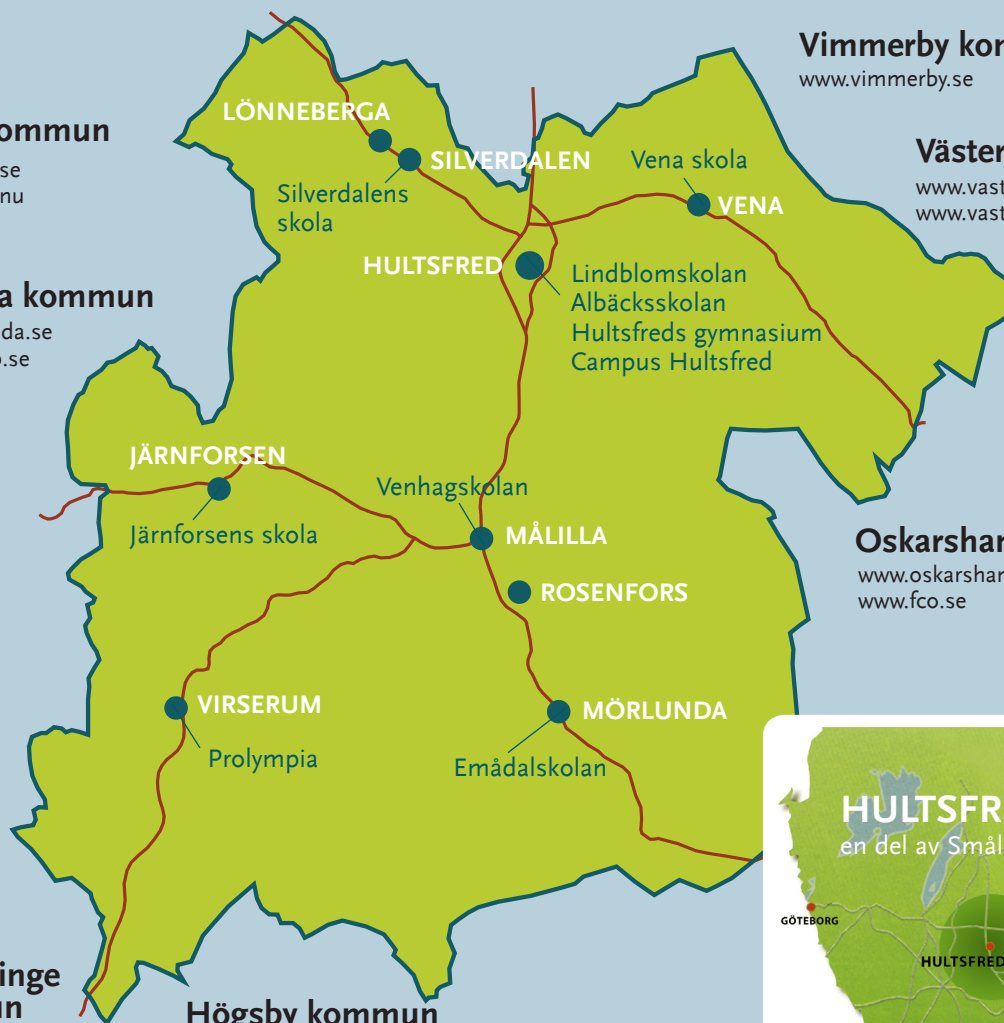 Vimmerby kon
www.vimmerby.se
ommun
se
nu
Väster
www.vast
www.vast
a kommun
da.se
o.se
LÖNNEBERGA
SILVERDALEN
Silverdalens
skola
Vena skola
VENA
HULTSFRED
Lindblomskolan
Albäcksskolan
Hultsfreds gymnasium
Campus Hultsfred
JÄRNFORSEN
Järnforsens skola
Venhagskolan
MÅLILLA
ROSENFORS
Oskarshar
www.oskarshar
www.fco.se
VIRSERUM
Prolympia
MÖRLUNDA
Emådalskolan
HULTSFR
en del av Smål
GÖTEBORG
HULTSFRED
inge
un
Högsby kommun